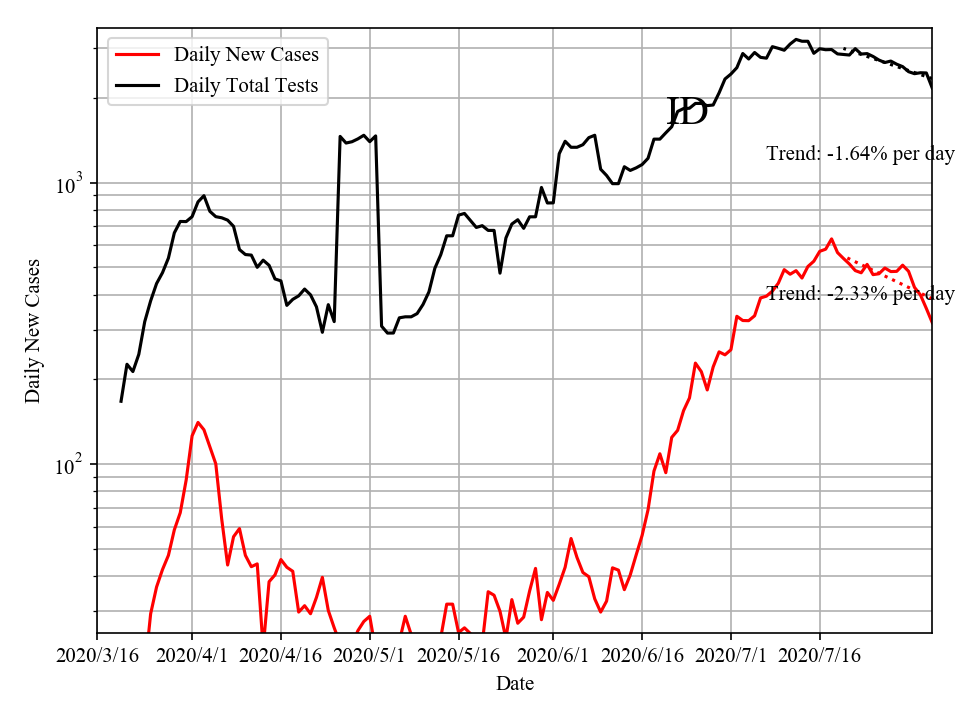 Daily New Cases
Daily Total Tests
ID
Trend: -1.64% per day
Trend: -2.33% per day
10³
10²
Daily New Cases
2020/3/16 2020/4/1 2020/4/16 2020/5/1 2020/5/16 2020/6/1 2020/6/16 2020/7/1 2020/7/16
Date